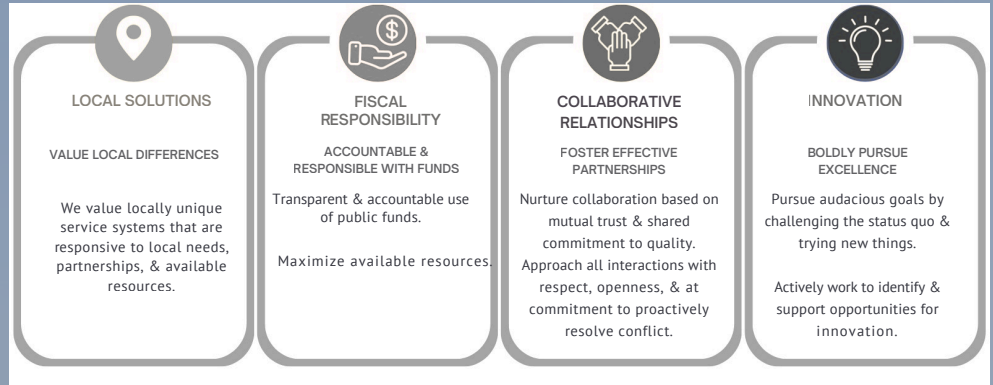 LOCAL SOLUTIONS
VALUE LOCAL DIFFERENCES
We value locally unique
service systems that are
responsive to local needs,
partnerships, & available
resources.
$
FISCAL
RESPONSIBILITY
ACCOUNTABLE &
RESPONSIBLE WITH FUNDS
Transparent & accountable use
of public funds.
Maximize available resources.
COLLABORATIVE
RELATIONSHIPS
FOSTER EFFECTIVE
PARTNERSHIPS
Nurture collaboration based on
mutual trust & shared
commitment to quality.
Approach all interactions with
respect, openness, & at
commitment to proactively
resolve conflict.
INNOVATION
BOLDLY PURSUE
EXCELLENCE
Pursue audacious goals by
challenging the status quo &
trying new things.
Actively work to identify &
support opportunities for
innovation.